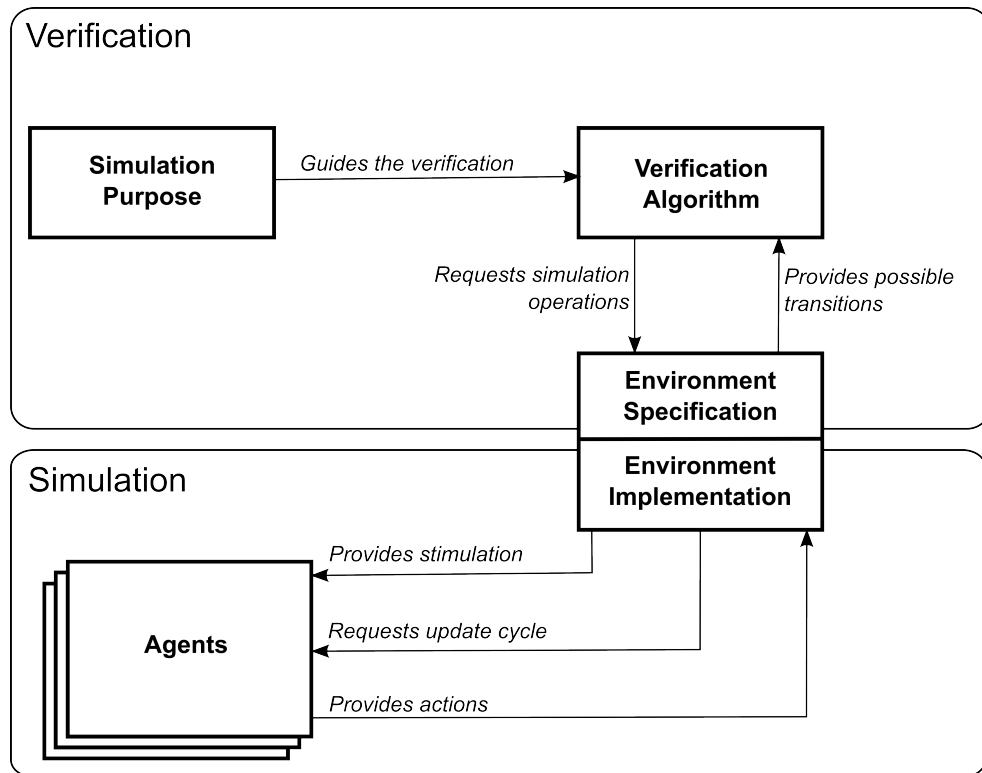 Verification
Simulation
Purpose
Guides the verification
Verification
Algorithm
Requests simulation
operations
Provides possible
transitions
Environment
Specification
Environment
Implementation
Simulation
Provides stimulation
Requests update cycle
Agents
Provides actions